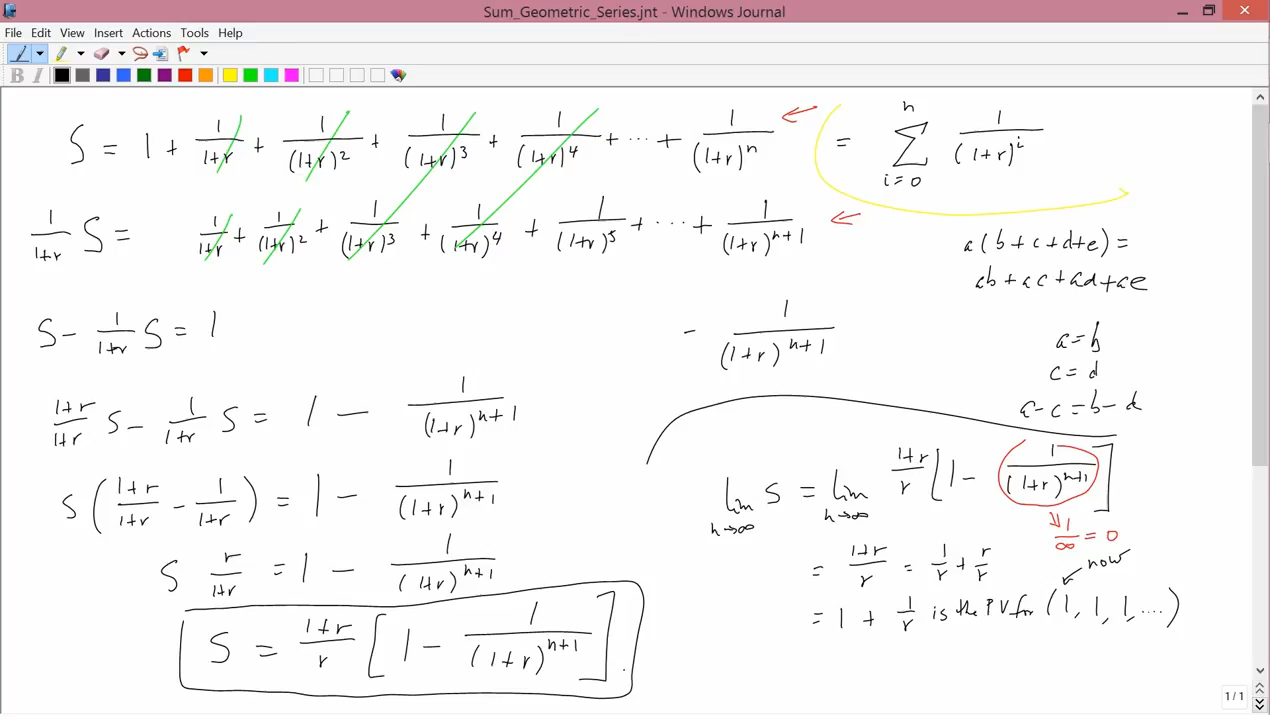 Sum_Geometric_Series.jnt - Windows Journal
File Edit View Insert Actions Tools Help
B I
S = 1 + 1/(1+r) + 1/(1+r)^2 + 1/(1+r)^3 + 1/(1+r)^4 + ... + 1/(1+r)^n ← = n Σ i=0 1/(1+r)^i
1/(1+r) S = 1/(1+r) + 1/(1+r)^2 + 1/(1+r)^3 + 1/(1+r)^4 + 1/(1+r)^5 + ... + 1/(1+r)^(n+1) ←
a(b+c+d+e) =
ab+ac+ad+ae
S - 1/(1+r) S = 1 - 1/(1+r)^(n+1)
a=b
c=d
a-c=b-d
(1+r)/(1+r) S - 1/(1+r) S = 1 - 1/(1+r)^(n+1)
S((1+r)/(1+r) - 1/(1+r)) = 1 - 1/(1+r)^(n+1)
S r/(1+r) = 1 - 1/(1+r)^(n+1)
S = (1+r)/r [1 - 1/(1+r)^(n+1)]
lim n→∞ S = lim n→∞ (1+r)/r [1 - 1/(1+r)^(n+1)]
1/∞ = 0
= (1+r)/r = 1/r + r/r
now
= 1 + 1/r is the PV for (1, 1, 1, ....)
1/1